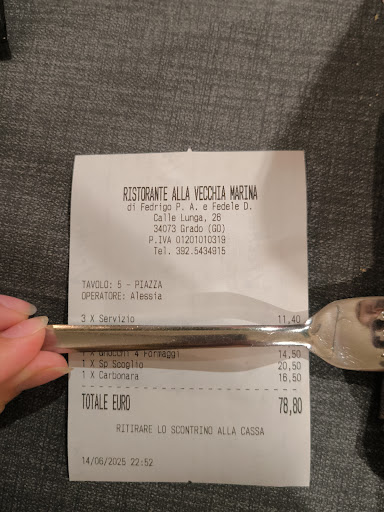 RISTORANTE ALLA VECCHIA MARINA
di Fedrigo P. A. e Fedele D.
Calle Lunga, 26
34073 Grado (GO)
P.IVA 01201010319
Tel. 392.5434915
TAVOLO: 5 - PIAZZA
OPERATORE: Alessia
3 X Servizio 11,40
1 X Gnocchi 4 Formaggi 14,50
1 X Sp Scoglio 20,50
1 X Carbonara 16,50
TOTALE EURO 78,80
RITIRARE LO SCONTRINO ALLA CASSA
14/06/2025 22:52